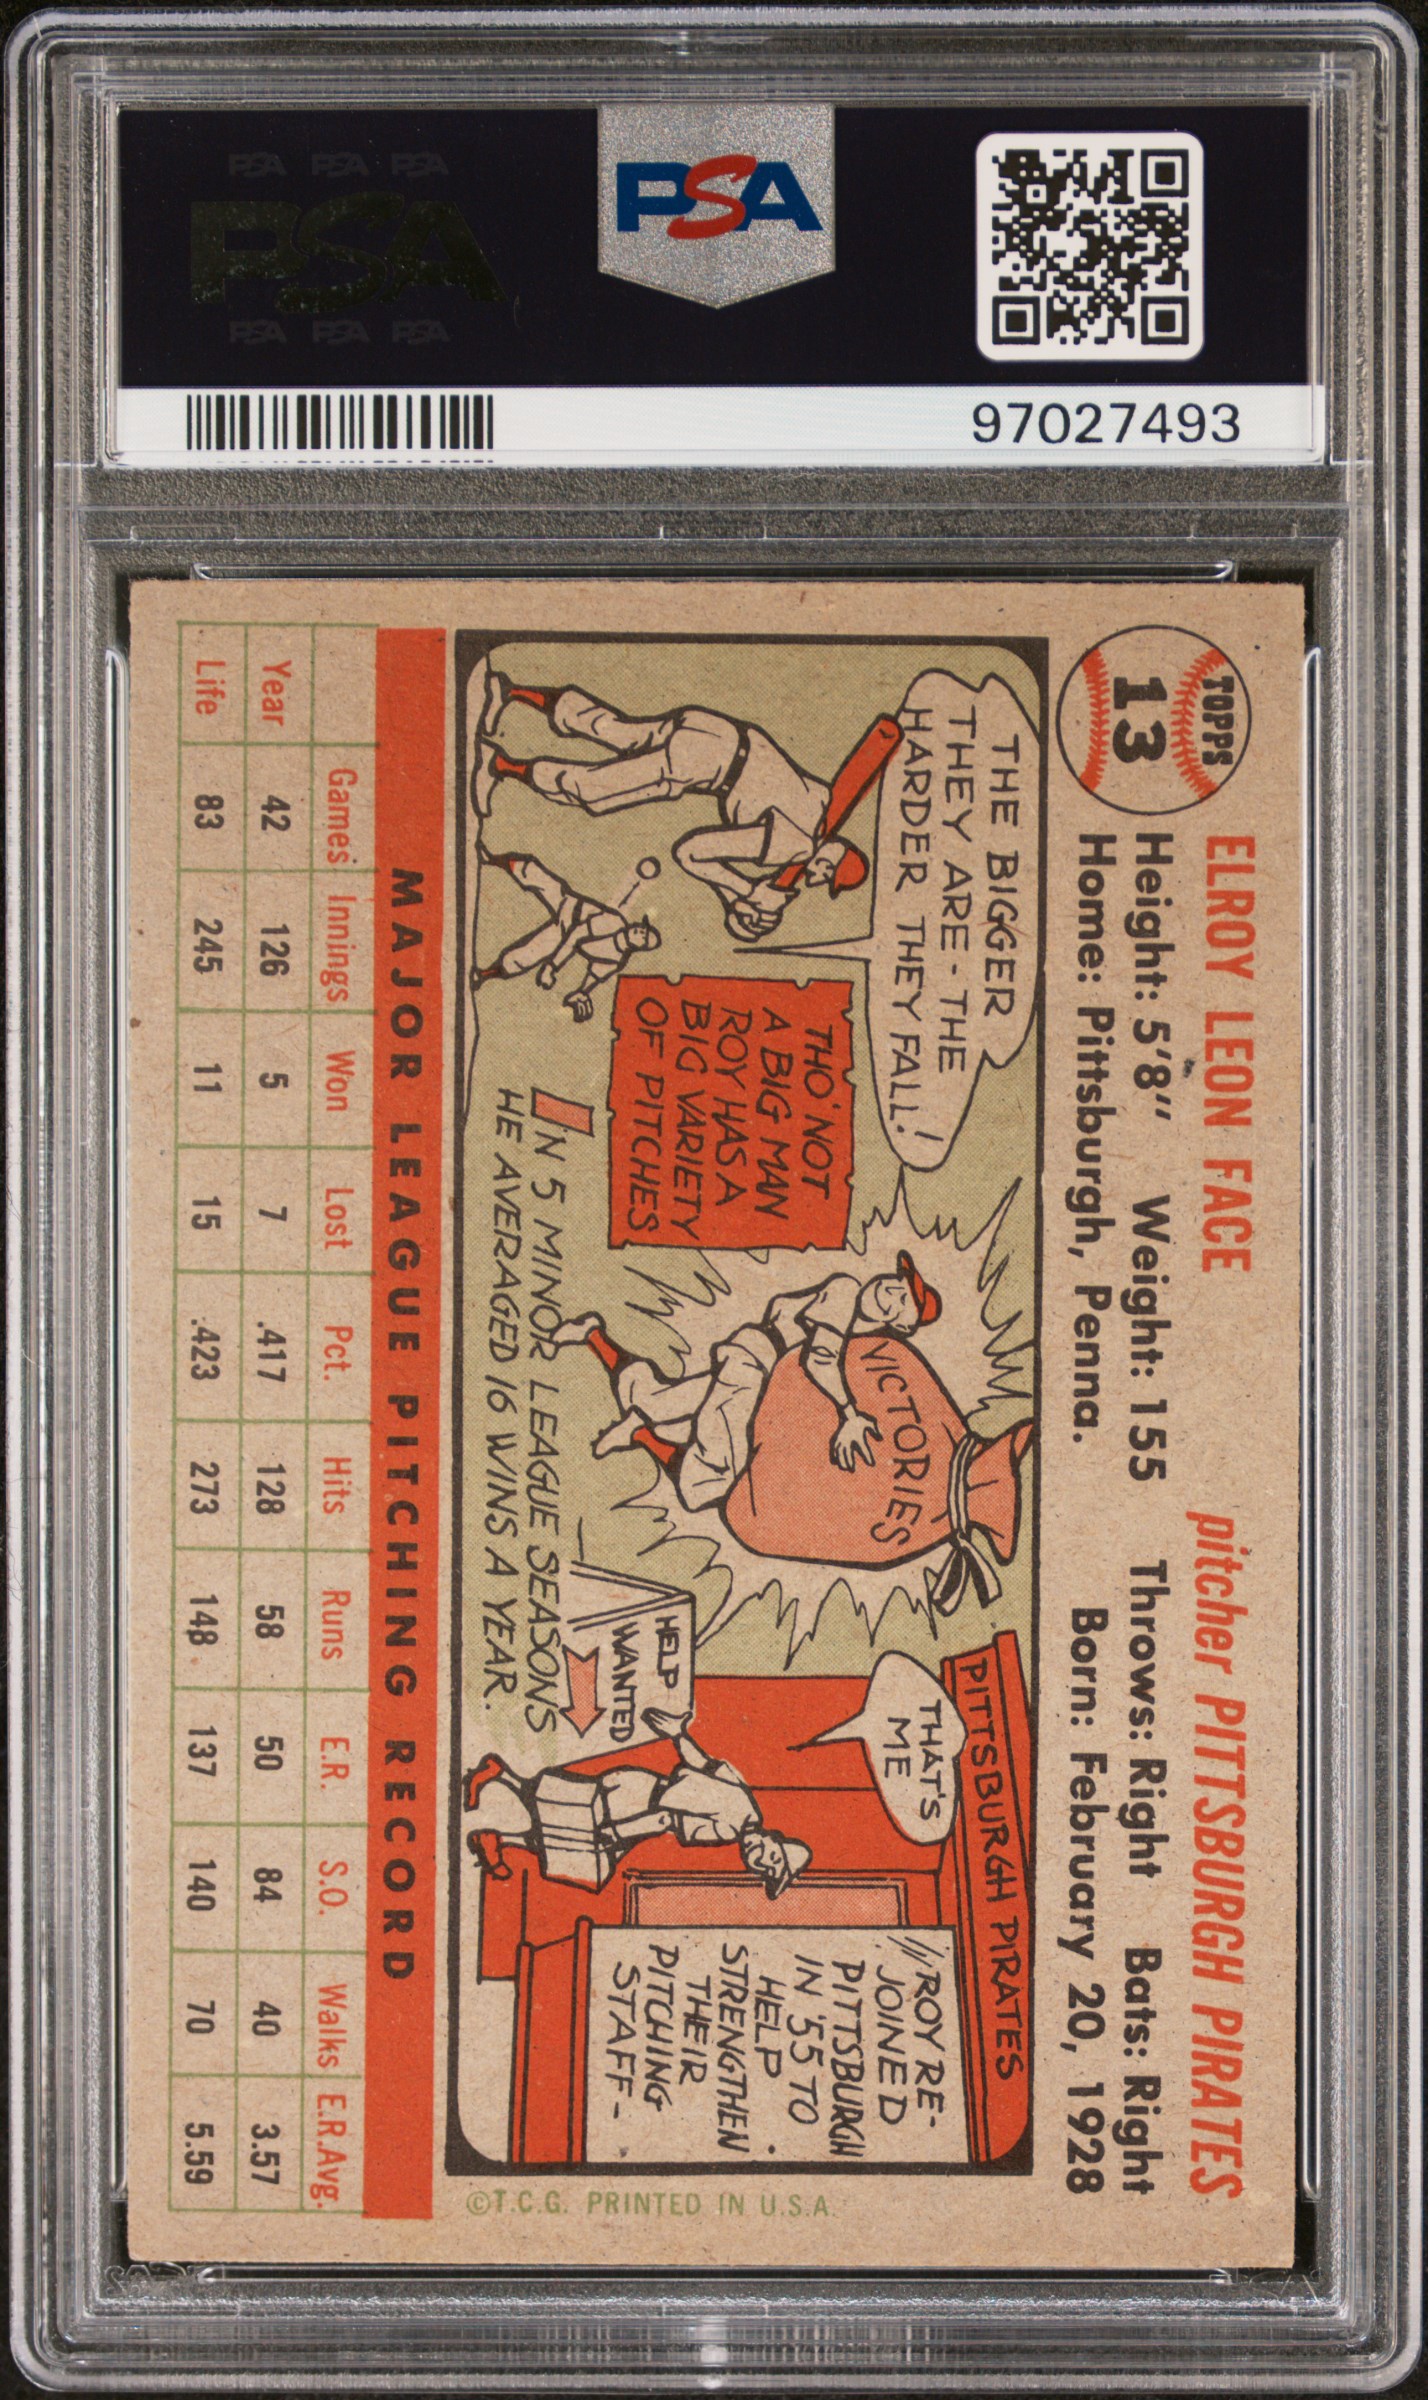 PSA PSA PSA
PSA
PSA PSA PSA
PSA
97027493
TOPPS
13
ELROY LEON FACE
pitcher PITTSBURGH PIRATES
Height: 5'8" Weight: 155 Throws: Right Bats: Right
Home: Pittsburgh, Penna. Born: February 20, 1928
THE BIGGER
THEY ARE-THE
HARDER THEY FALL!
THO' NOT
A BIG MAN
ROY HAS A
BIG VARIETY
OF PITCHES
VICTORIES
IN 5 MINOR LEAGUE SEASONS
HE AVERAGED 16 WINS A YEAR.
HELP
WANTED
PITTSBURGH PIRATES
THAT'S
ME
ROY RE-
JOINED
PITTSBURGH
IN '55 TO
HELP
STRENGTHEN
THEIR
PITCHING
STAFF-
©T.C.G. PRINTED IN U.S.A.
MAJOR LEAGUE PITCHING RECORD
Games Innings Won Lost Pct. Hits Runs E.R. S.O. Walks E.R.Avg.
Year 42 126 5 7 .417 128 58 50 84 40 3.57
Life 83 245 11 15 .423 273 148 137 140 70 5.59